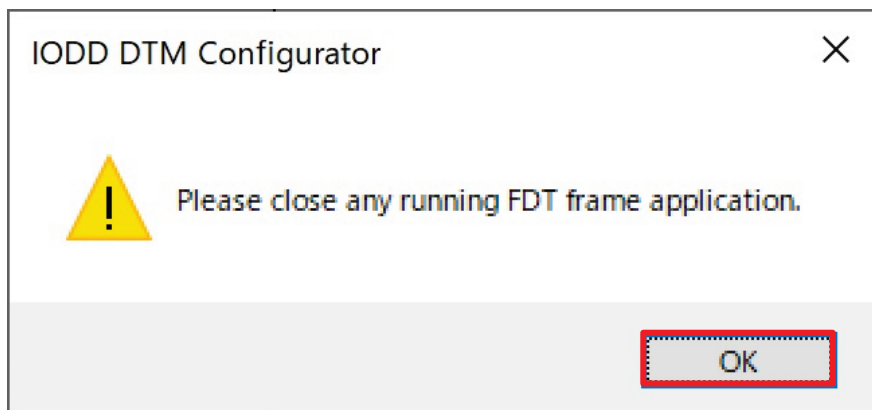 IODD DTM Configurator
Please close any running FDT frame application.
OK